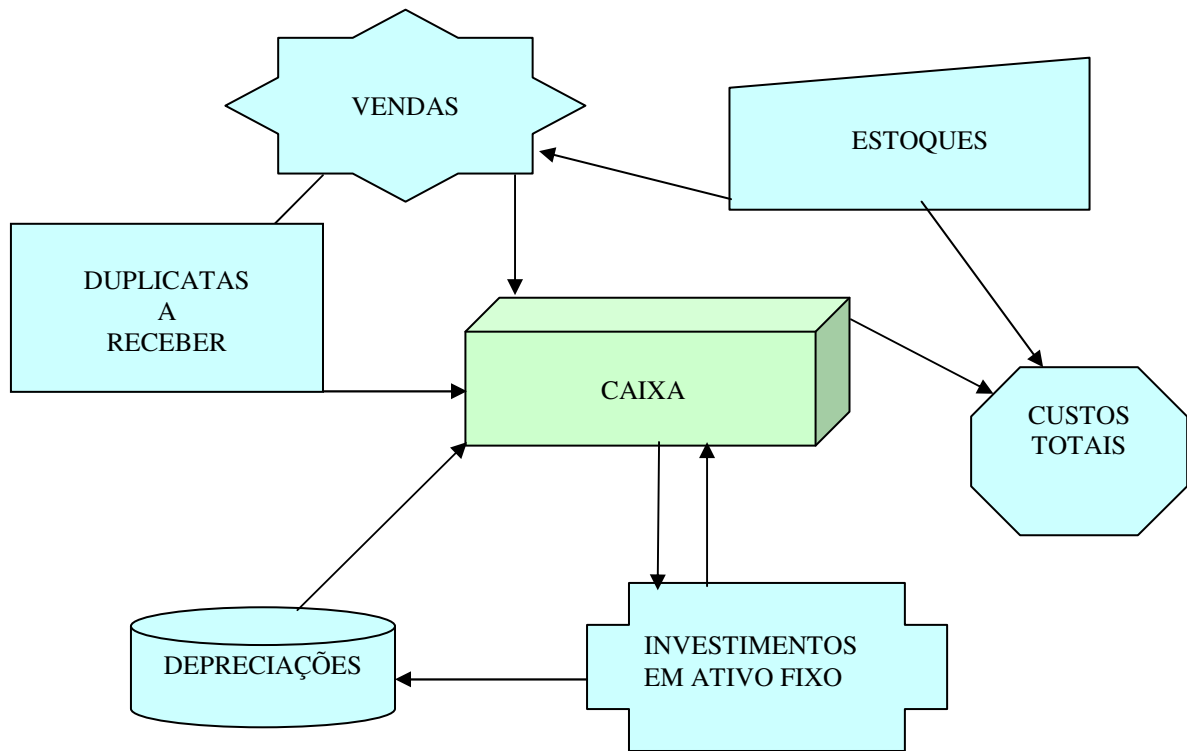 VENDAS
ESTOQUES
DUPLICATAS
A
RECEBER
CAIXA
CUSTOS
TOTAIS
DEPRECIAÇÕES
INVESTIMENTOS
EM ATIVO FIXO